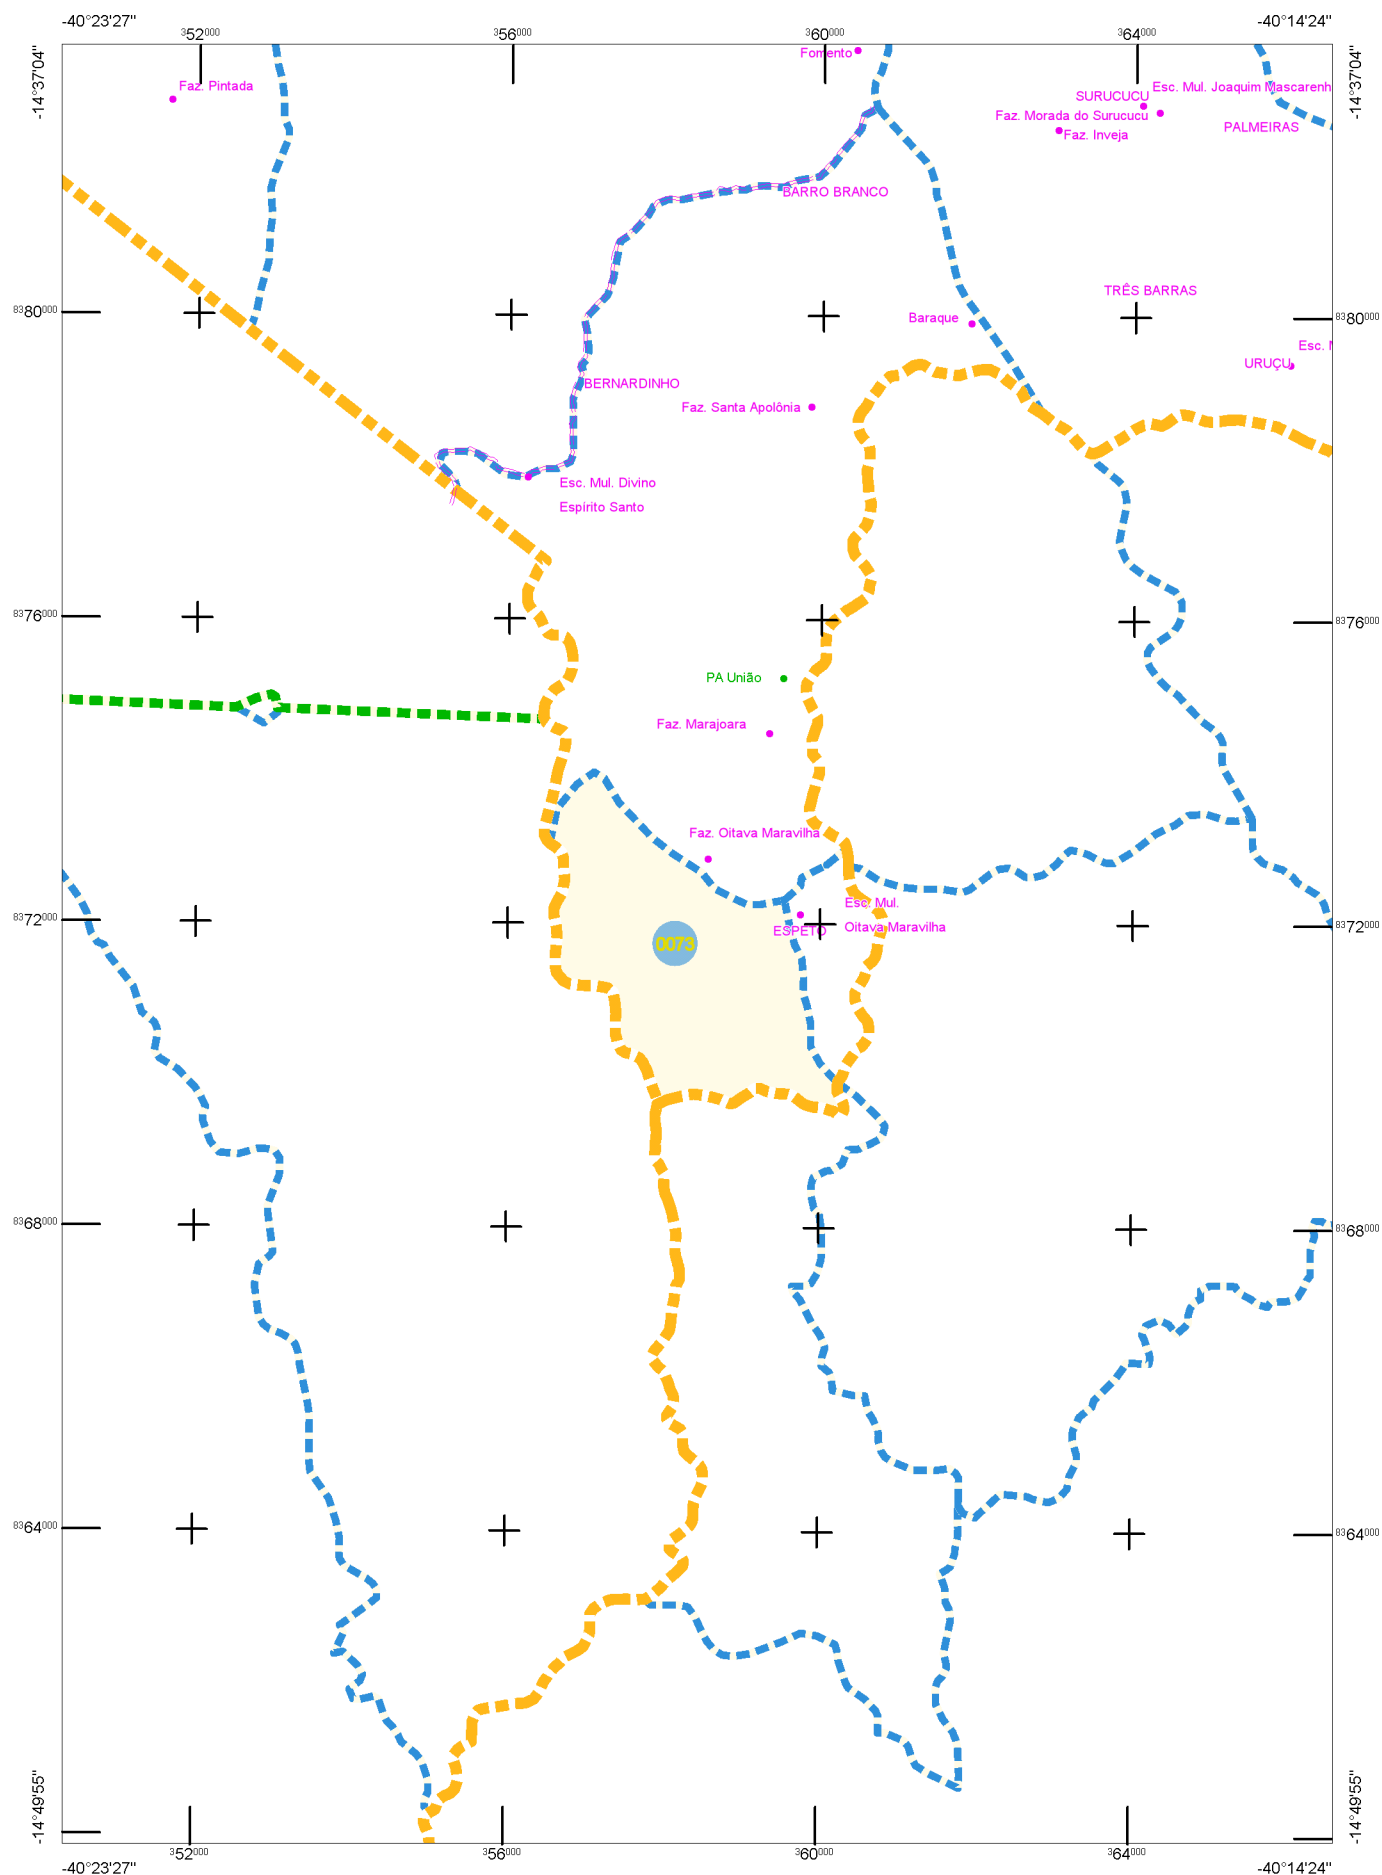 -40°23'27"
-40°14'24"
352000
356000
360000
364000
-14°37'04"
-14°37'04"
Fomento
Faz. Pintada
Esc. Mul. Joaquim Mascarenh
SURUCUCU
Faz. Morada do Surucucu
PALMEIRAS
Faz. Inveja
BARRO BRANCO
TRÊS BARRAS
8380000
Baraque
8380000
Esc. M
URUÇU
BERNARDINHO
Faz. Santa Apolônia
Esc. Mul. Divino
Espírito Santo
8376000
8376000
PA União
Faz. Marajoara
Faz. Oitava Maravilha
8372000
Esc. Mul.
Oitava Maravilha
ESPETO
8372000
0073
8368000
8368000
8364000
8364000
-14°49'55"
-14°49'55"
352000
356000
360000
364000
-40°23'27"
-40°14'24"